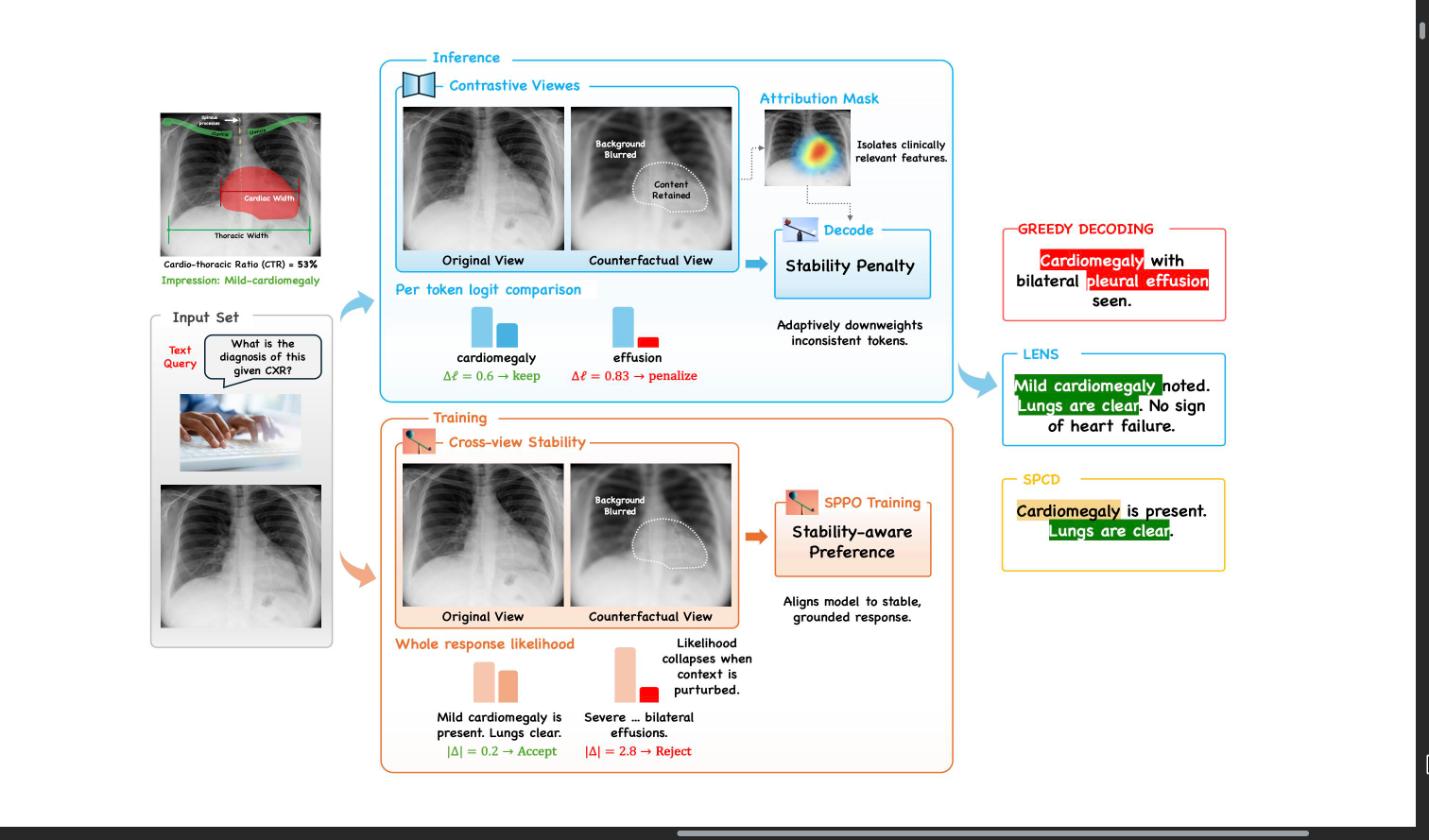 Spinous
processes
Clavicle
Clavicle
Cardiac Width
Thoracic Width
Cardio-thoracic Ratio (CTR) = 53%
Impression: Mild-cardiomegaly
Input Set
Text
Query
What is the
diagnosis of this
given CXR?
Inference
Contrastive Viewes
Background
Blurred
Content
Retained
Original View
Counterfactual View
Attribution Mask
Isolates clinically
relevant features.
Decode
Stability Penalty
Adaptively downweights
inconsistent tokens.
Per token logit comparison
cardiomegaly
Δℓ = 0.6 → keep
effusion
Δℓ = 0.83 → penalize
Training
Cross-view Stability
Background
Blurred
Original View
Counterfactual View
SPPO Training
Stability-aware
Preference
Aligns model to stable,
grounded response.
Whole response likelihood
Likelihood
collapses when
context is
purturbed.
Mild cardiomegaly is
present. Lungs clear.
|Δ| = 0.2 → Accept
Severe ... bilateral
effusions.
|Δ| = 2.8 → Reject
GREEDY DECODING
Cardiomegaly with
bilateral pleural effusion
seen.
LENS
Mild cardiomegaly noted.
Lungs are clear. No sign
of heart failure.
SPCD
Cardiomegaly is present.
Lungs are clear.